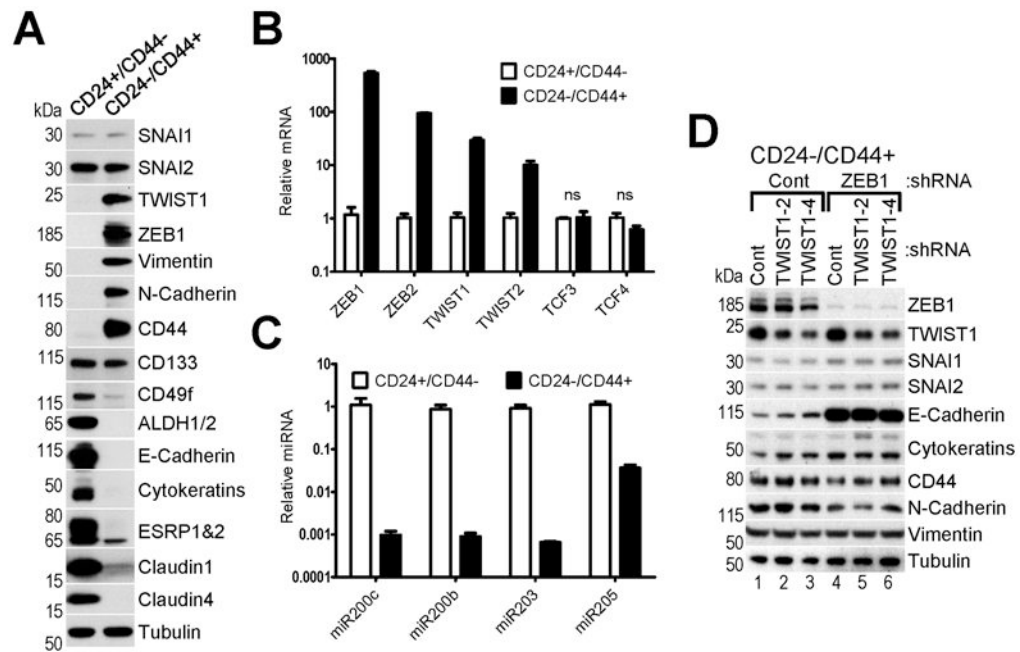 A
CD24+/CD44-
CD24-/CD44+
kDa
30 SNAI1
30 SNAI2
25 TWIST1
185 ZEB1
50 Vimentin
115 N-Cadherin
80 CD44
115 CD133
115 CD49f
65 ALDH1/2
115 E-Cadherin
50 Cytokeratins
80
65 ESRP1&2
15 Claudin1
15 Claudin4
50 Tubulin
B
Relative mRNA
1000
100
10
1
0.1
CD24+/CD44-
CD24-/CD44+
ns ns
ZEB1 ZEB2 TWIST1 TWIST2 TCF3 TCF4
C
Relative miRNA
10
1
0.1
0.01
0.001
0.0001
CD24+/CD44- CD24-/CD44+
miR200c miR200b miR203 miR205
D
CD24-/CD44+
Cont ZEB1 :shRNA
Cont TWIST1-2 TWIST1-4 Cont TWIST1-2 TWIST1-4 :shRNA
kDa
185 ZEB1
25 TWIST1
30 SNAI1
30 SNAI2
115 E-Cadherin
50 Cytokeratins
80 CD44
115 N-Cadherin
50 Vimentin
50 Tubulin
1 2 3 4 5 6